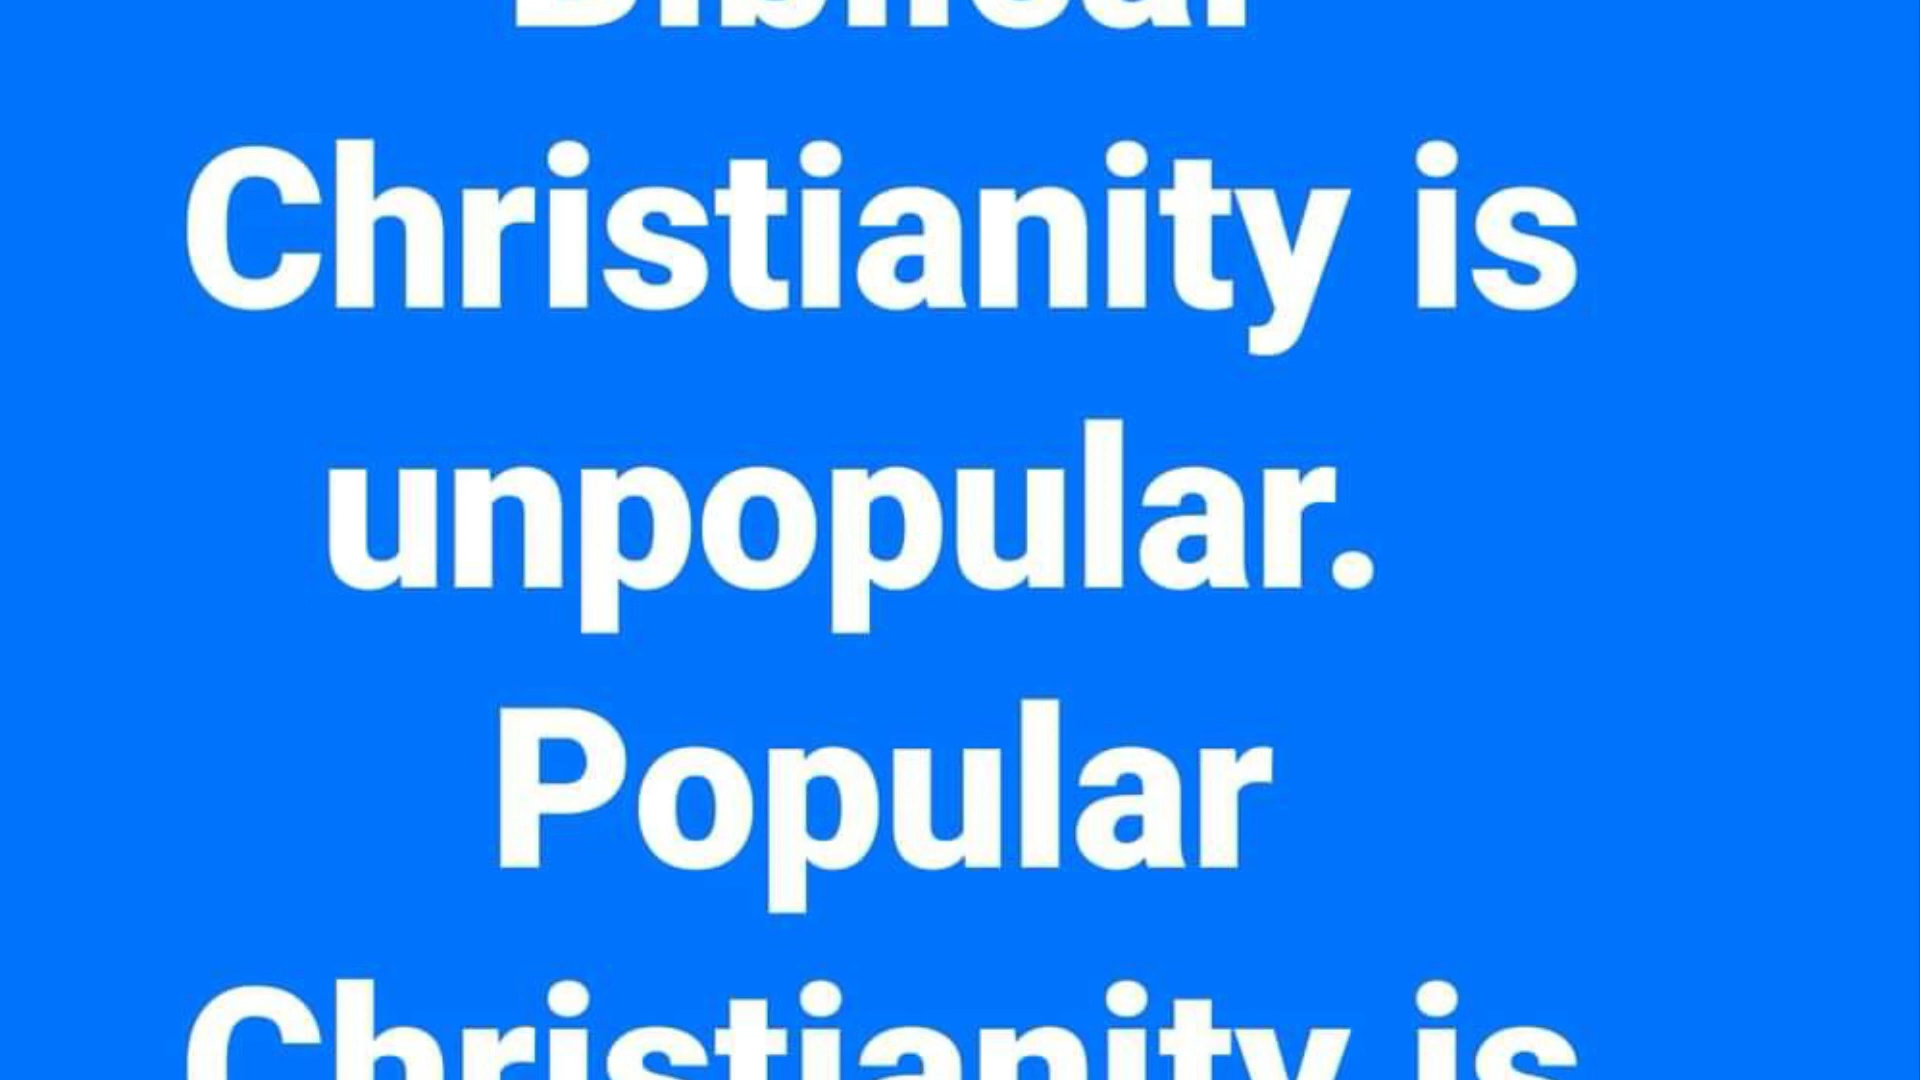 Biblical
Christianity is
unpopular.
Popular
Christianity is